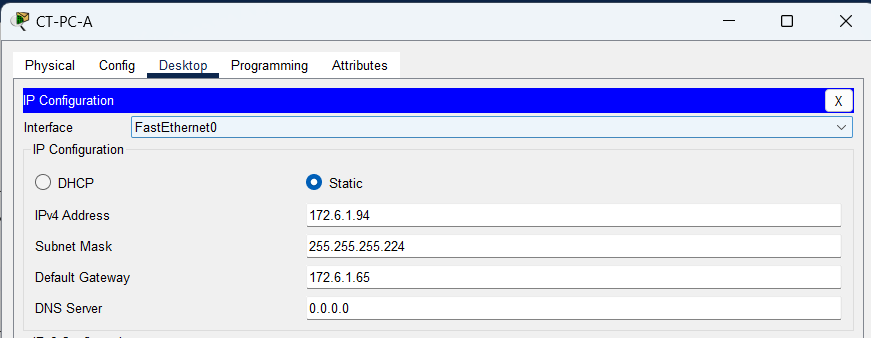 CT-PC-A
Physical Config Desktop Programming Attributes
IP Configuration X
Interface FastEthernet0
IP Configuration
DHCP Static
IPv4 Address 172.6.1.94
Subnet Mask 255.255.255.224
Default Gateway 172.6.1.65
DNS Server 0.0.0.0